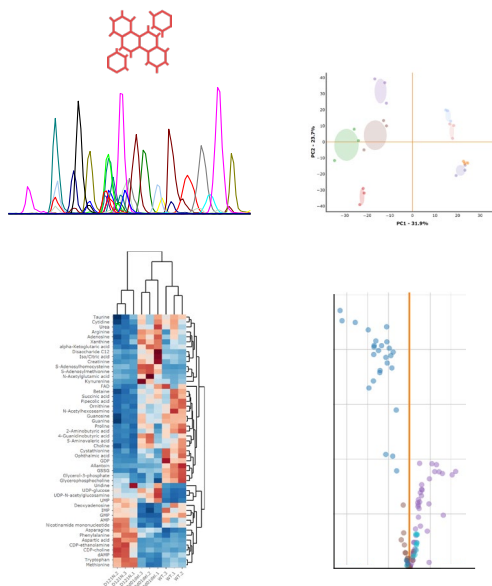 PC2 - 23.7%
40
30
20
10
0
−10
−20
−30
−40
−30
−20
−10
0
10
20
30
PC1 - 31.9%
Taurine
Cytidine
Urea
Arginine
Adenosine
Xanthine
alpha-Ketoglutaric acid
Disaccharide C12
Iso/Citric acid
Creatinine
S-Adenosylhomocysteine
S-Adenosylmethionine
N-Acetylglutamic acid
Kynurenine
FAD
Betaine
Succinic acid
Pipecolic acid
Ornithine
N-Acetylhexosamine
Guanosine
Guanine
Proline
2-Aminobutyric acid
4-Guanidinobutyric acid
5-Aminovaleric acid
Choline
Cystathionine
Ophthalmic acid
GDP
Allantoin
GSSG
Glycerol-3-phosphate
Glycerophosphocholine
Uridine
UDP-glucose
UDP-N-acetylglucosamine
UMP
Deoxyadenosine
IMP
GMP
AMP
Nicotinamide mononucleotide
Asparagine
Phenylalanine
Aspartic acid
CDP-ethanolamine
CDP-choline
dAMP
Tryptophan
Methionine